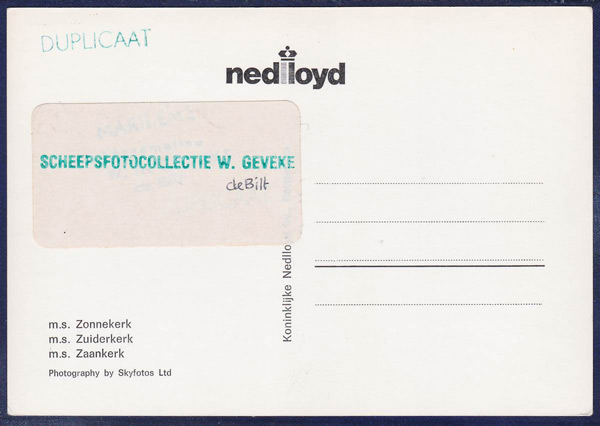 DUPLICAAT
nedlloyd
SCHEEPSFOTOCOLLECTIE W. GEVEKE
de Bilt
Koninklijke Nedllo
m.s. Zonnekerk
m.s. Zuiderkerk
m.s. Zaankerk
Photography by Skyfotos Ltd